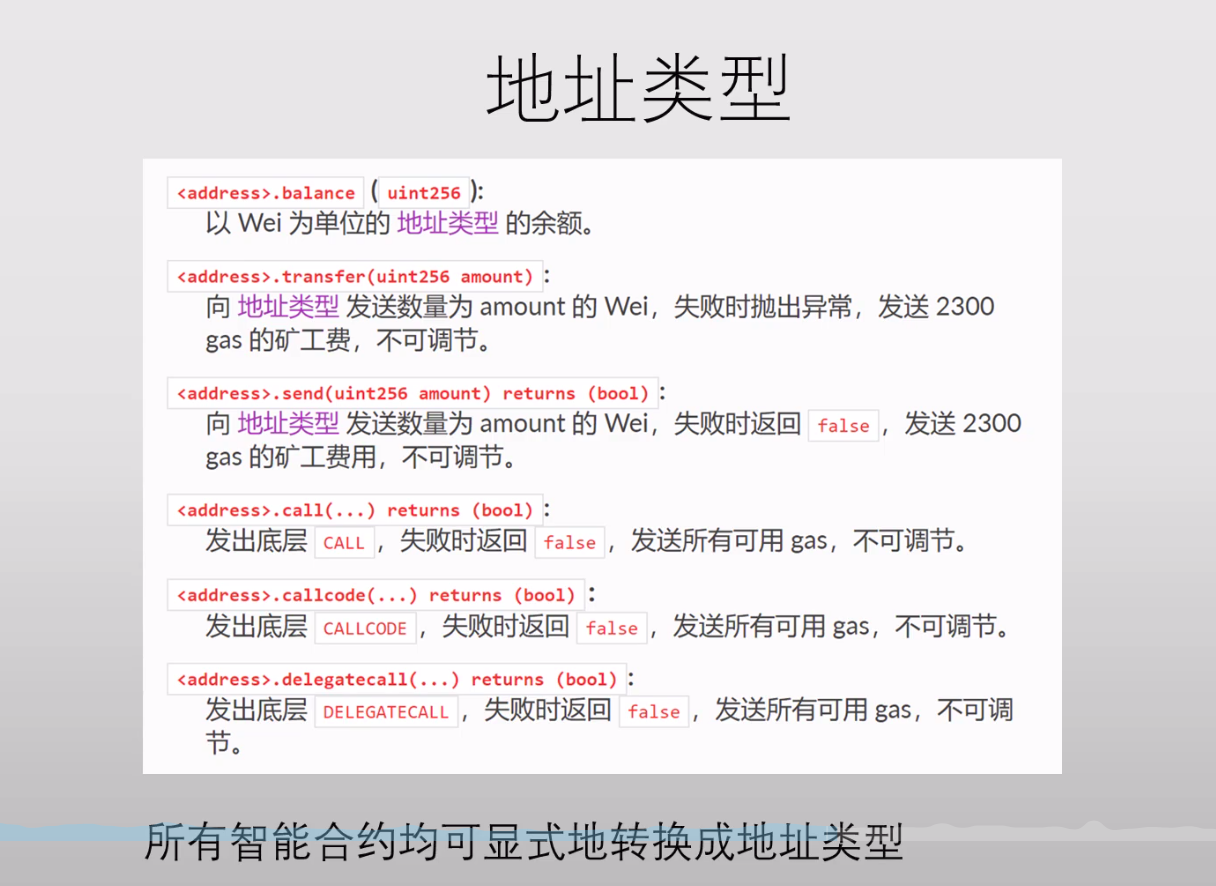 地址类型
<address>.balance (uint256):
以 Wei 为单位的 地址类型 的余额。
<address>.transfer(uint256 amount):
向 地址类型 发送数量为 amount 的 Wei，失败时抛出异常，发送 2300
gas 的矿工费，不可调节。
<address>.send(uint256 amount) returns (bool):
向 地址类型 发送数量为 amount 的 Wei，失败时返回 false，发送 2300
gas 的矿工费用，不可调节。
<address>.call(...) returns (bool):
发出底层 CALL，失败时返回 false，发送所有可用 gas，不可调节。
<address>.callcode(...) returns (bool):
发出底层 CALLCODE，失败时返回 false，发送所有可用 gas，不可调节。
<address>.delegatecall(...) returns (bool):
发出底层 DELEGATECALL，失败时返回 false，发送所有可用 gas，不可调
节。
所有智能合约均可显式地转换成地址类型